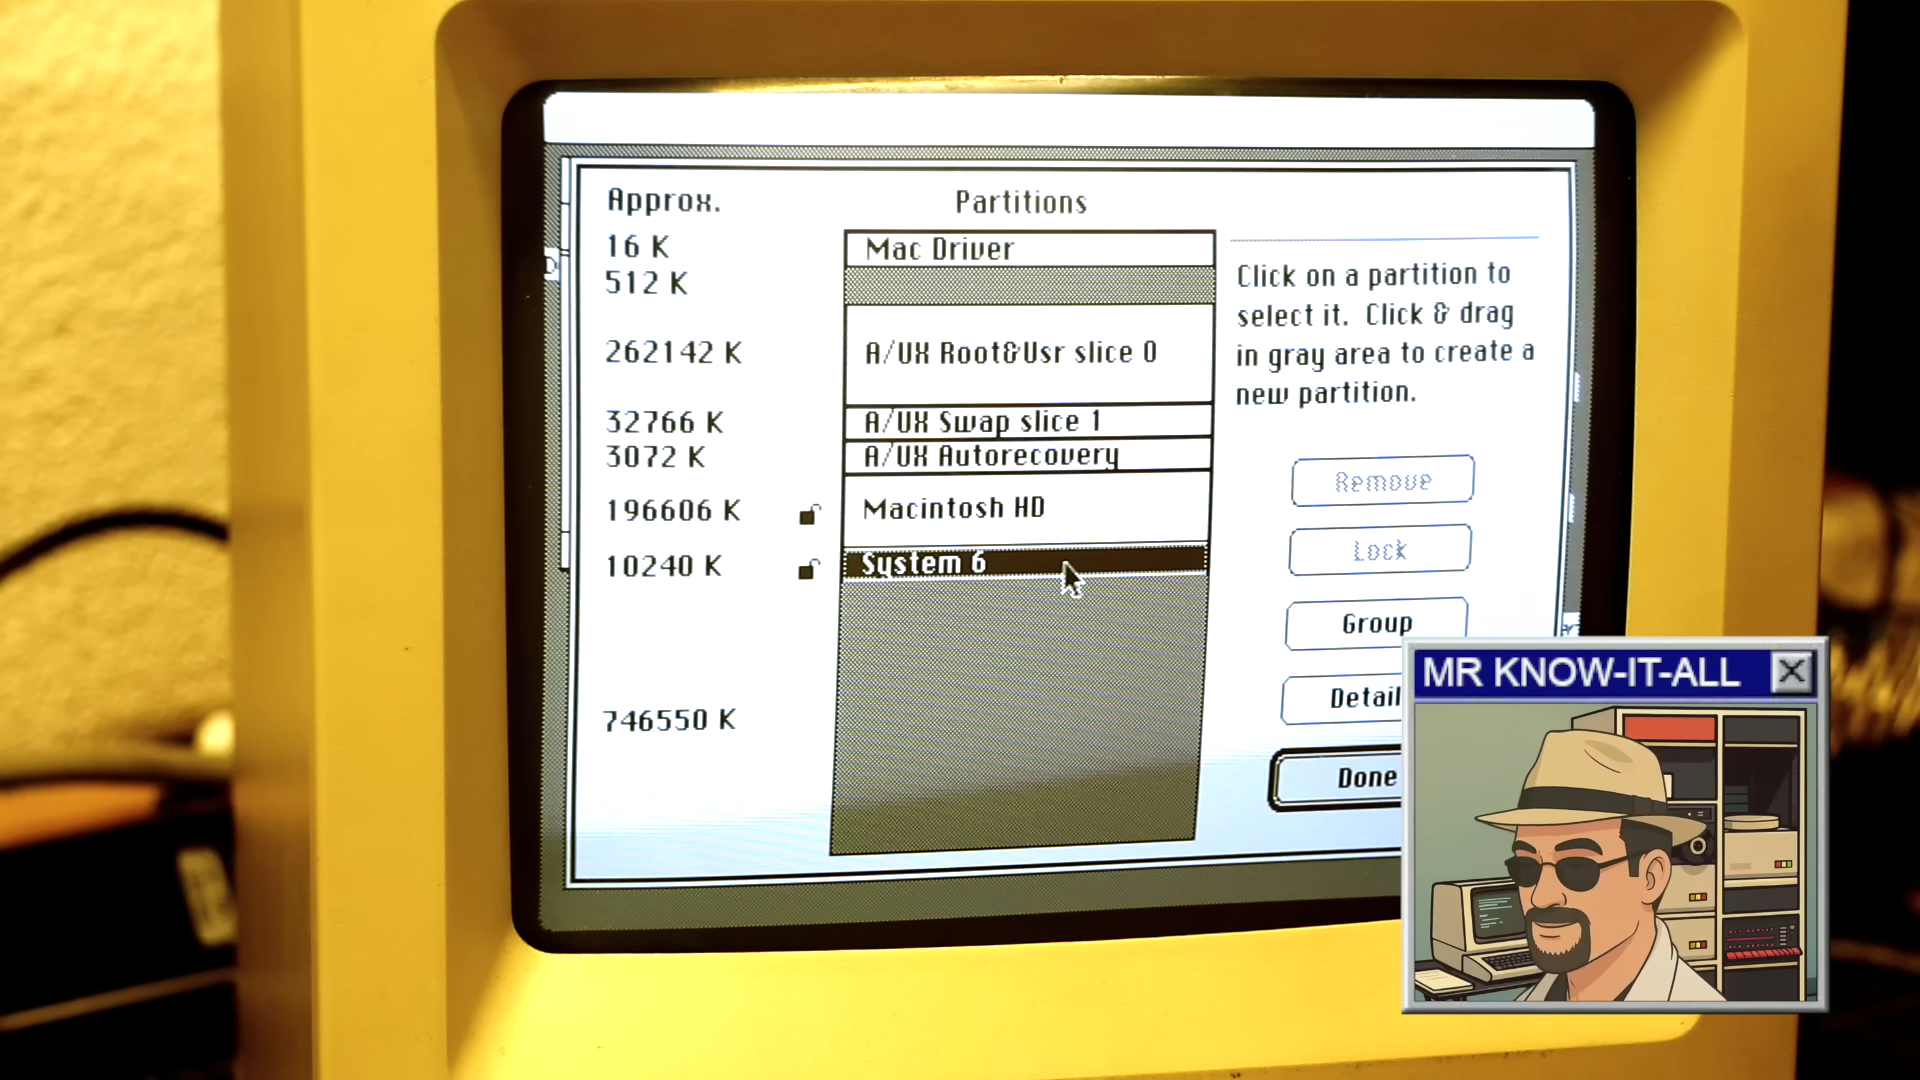 Approx.
Partitions
16 K
Mac Driver
512 K
262142 K
A/UX Root&Usr slice 0
32766 K
A/UX Swap slice 1
3072 K
A/UX Autorecovery
196606 K
Macintosh HD
10240 K
System 6
746550 K
Click on a partition to
select it. Click & drag
in gray area to create a
new partition.
Remove
Lock
Group
Detail
Done
MR KNOW-IT-ALL